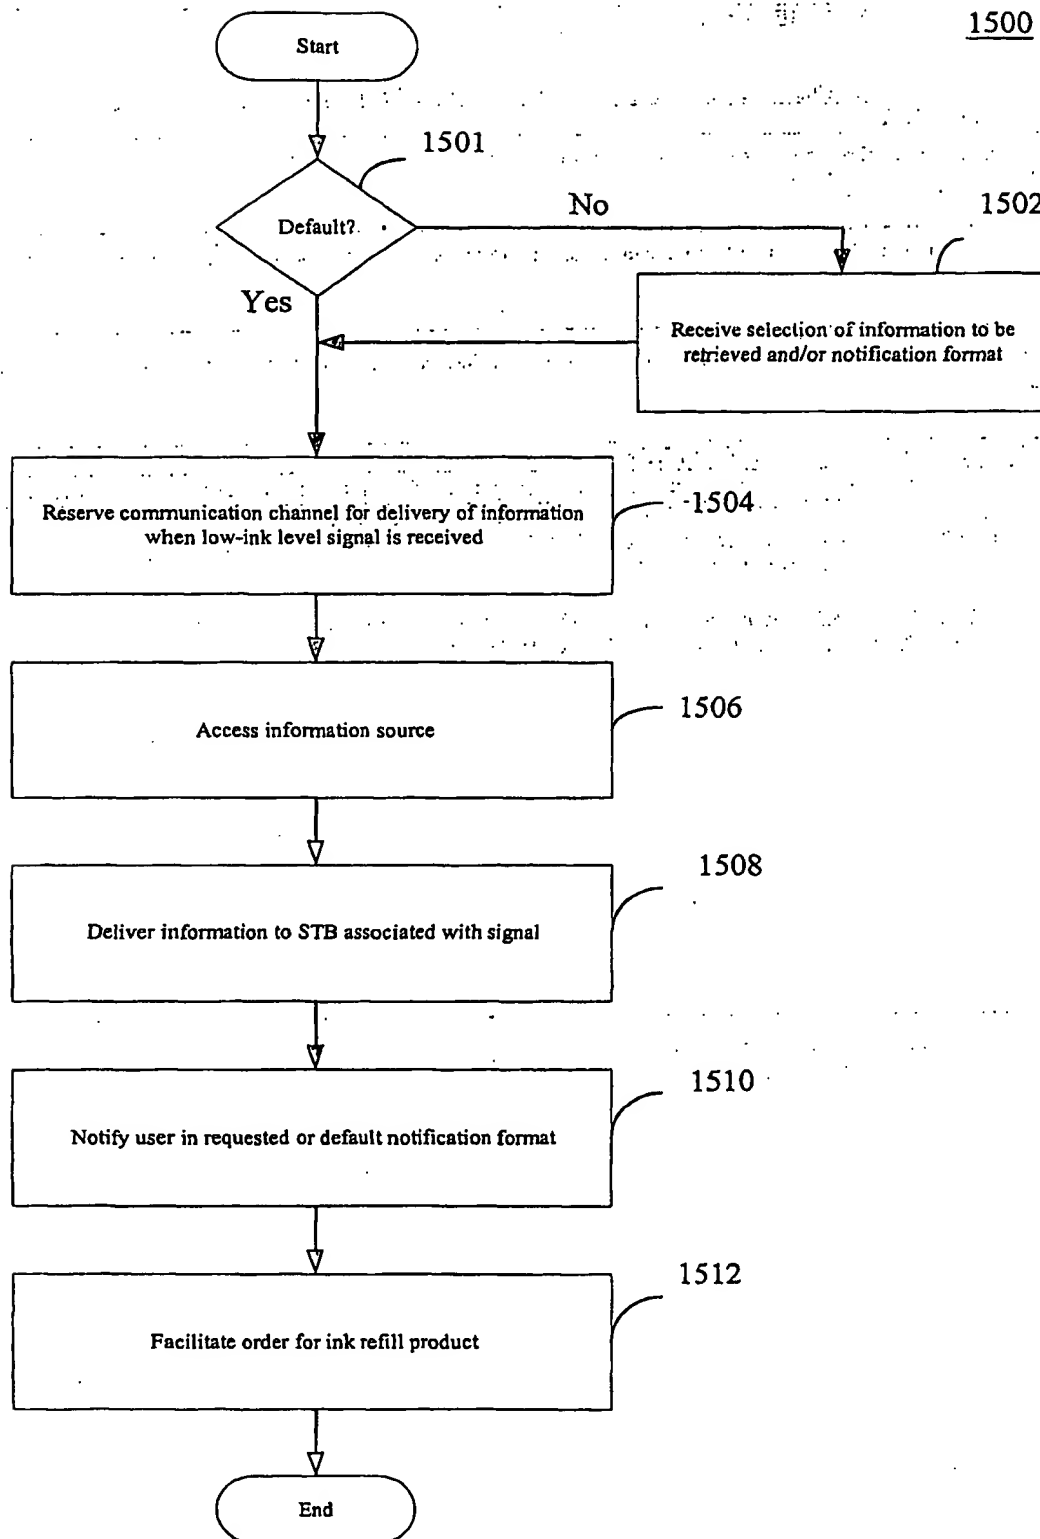 1500
Start
1501
Default?
No
1502
Yes
Receive selection of information to be
retrieved and/or notification format
Reserve communication channel for delivery of information
when low-ink level signal is received
1504
Access information source
1506
1508
Deliver information to STB associated with signal
1510
Notify user in requested or default notification format
1512
Facilitate order for ink refill product
End